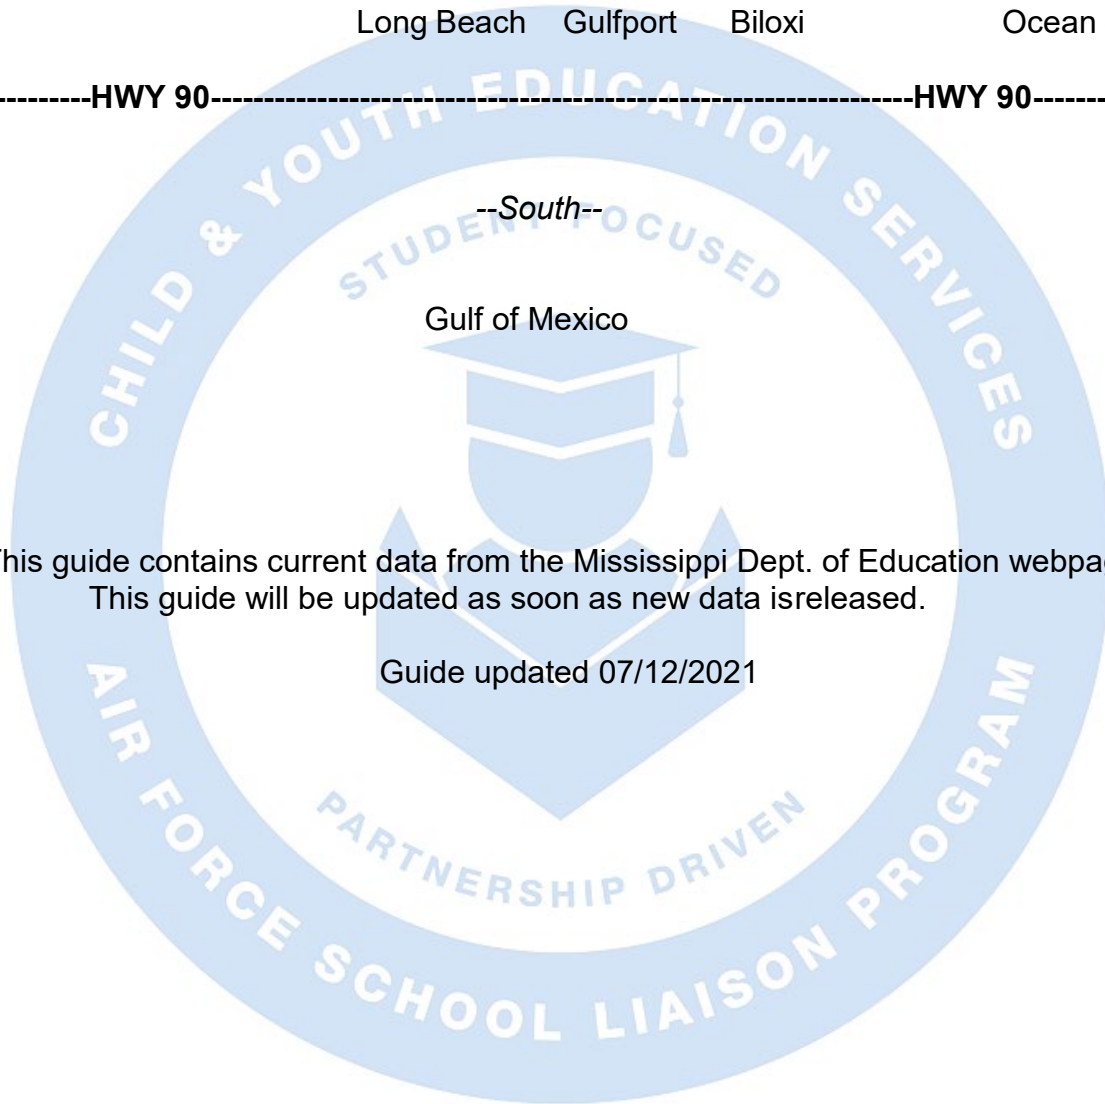 Long Beach Gulfport Biloxi Ocean
---------HWY 90-------------------------------------------------------------------HWY 90-------
--South--
Gulf of Mexico
This guide contains current data from the Mississippi Dept. of Education
This guide will be updated as soon as new data isreleased.
Guide updated 07/12/2021
CHILD & YOUTH EDUCATION SERVICES
STUDENT FOCUSED
PARTNERSHIP DRIVEN
AIR FORCE SCHOOL LIAISON PROGRAM